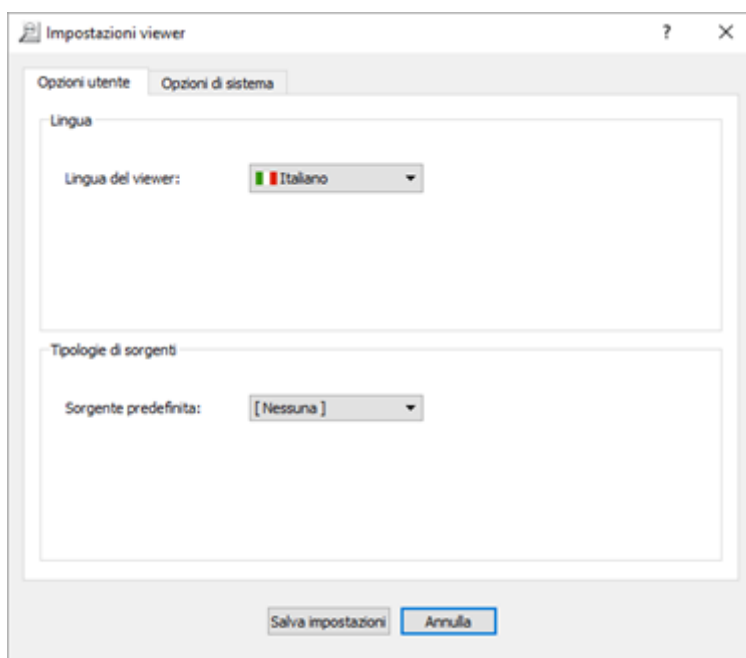 Impostazioni viewer
Opzioni utente
Opzioni di sistema
Lingua
Lingua del viewer:
Italiano
Tipologie di sorgenti
Sorgente predefinita:
[ Nessuna ]
Salva impostazioni
Annulla